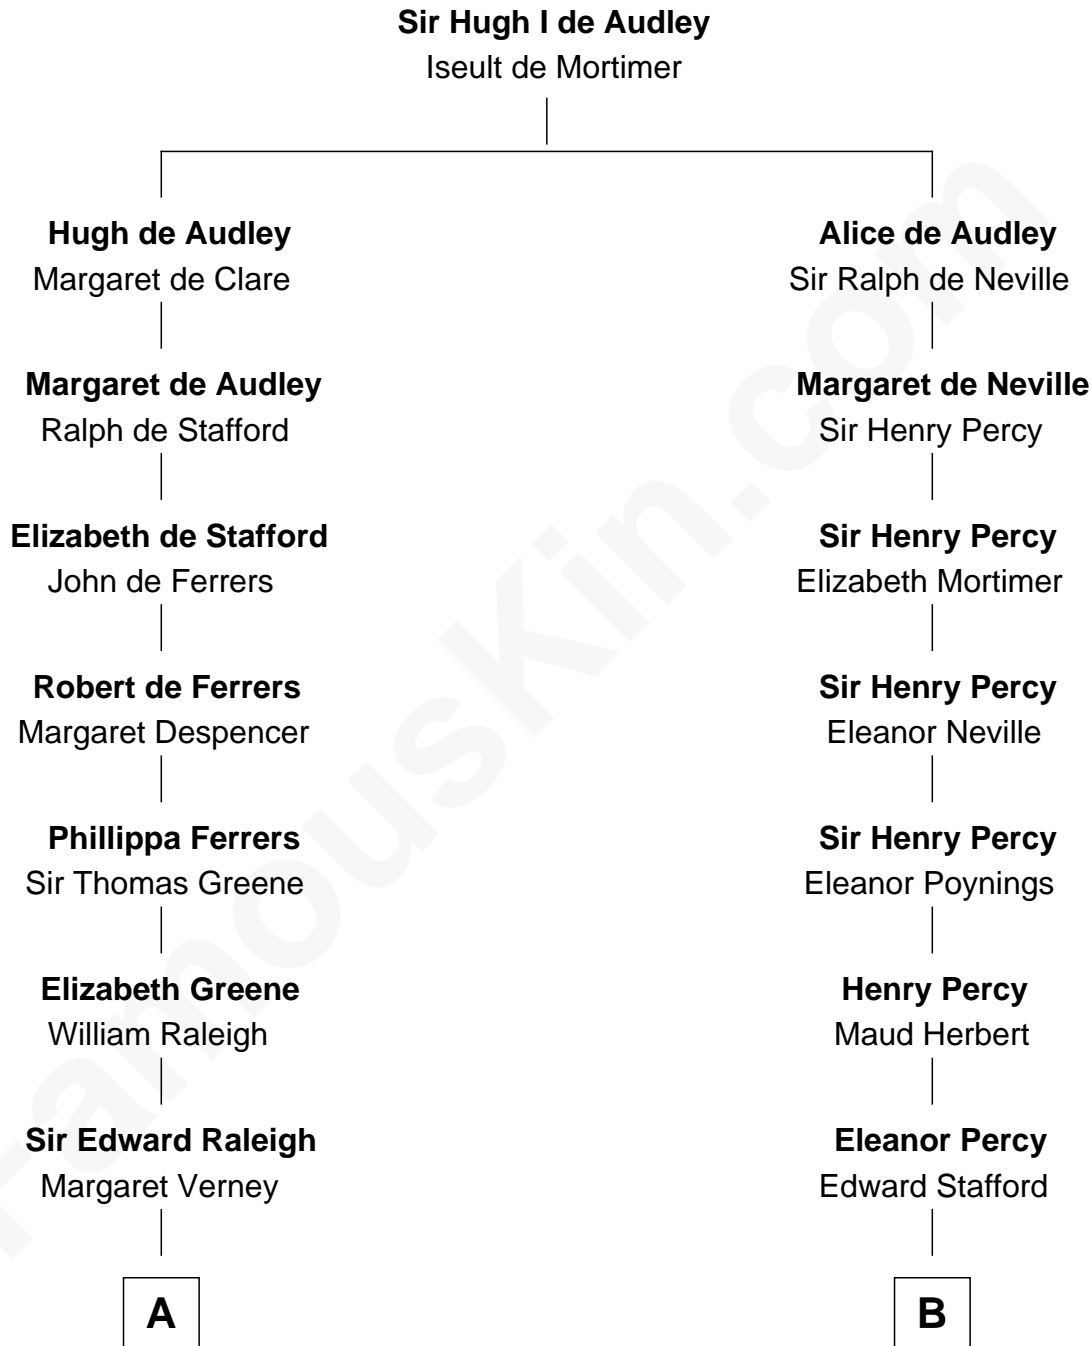 Sir Hugh I de Audley
Iseult de Mortimer
Hugh de Audley
Margaret de Clare
Alice de Audley
Sir Ralph de Neville
Margaret de Audley
Ralph de Stafford
Margaret de Neville
Sir Henry Percy
Elizabeth de Stafford
John de Ferrers
Sir Henry Percy
Elizabeth Mortimer
Robert de Ferrers
Margaret Despencer
Sir Henry Percy
Eleanor Neville
Phillippa Ferrers
Sir Thomas Greene
Sir Henry Percy
Eleanor Poynings
Elizabeth Greene
William Raleigh
Henry Percy
Maud Herbert
Sir Edward Raleigh
Margaret Verney
Eleanor Percy
Edward Stafford
A
B
FamousKin.com